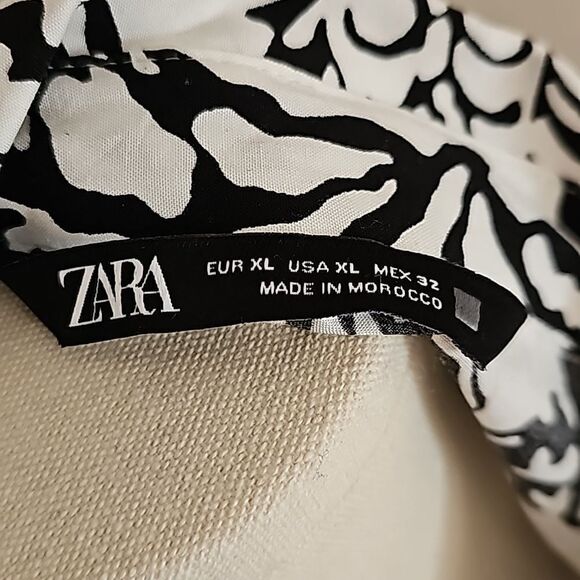 ZARA
EUR XL USA XL MEX 32
MADE IN MOROCCO